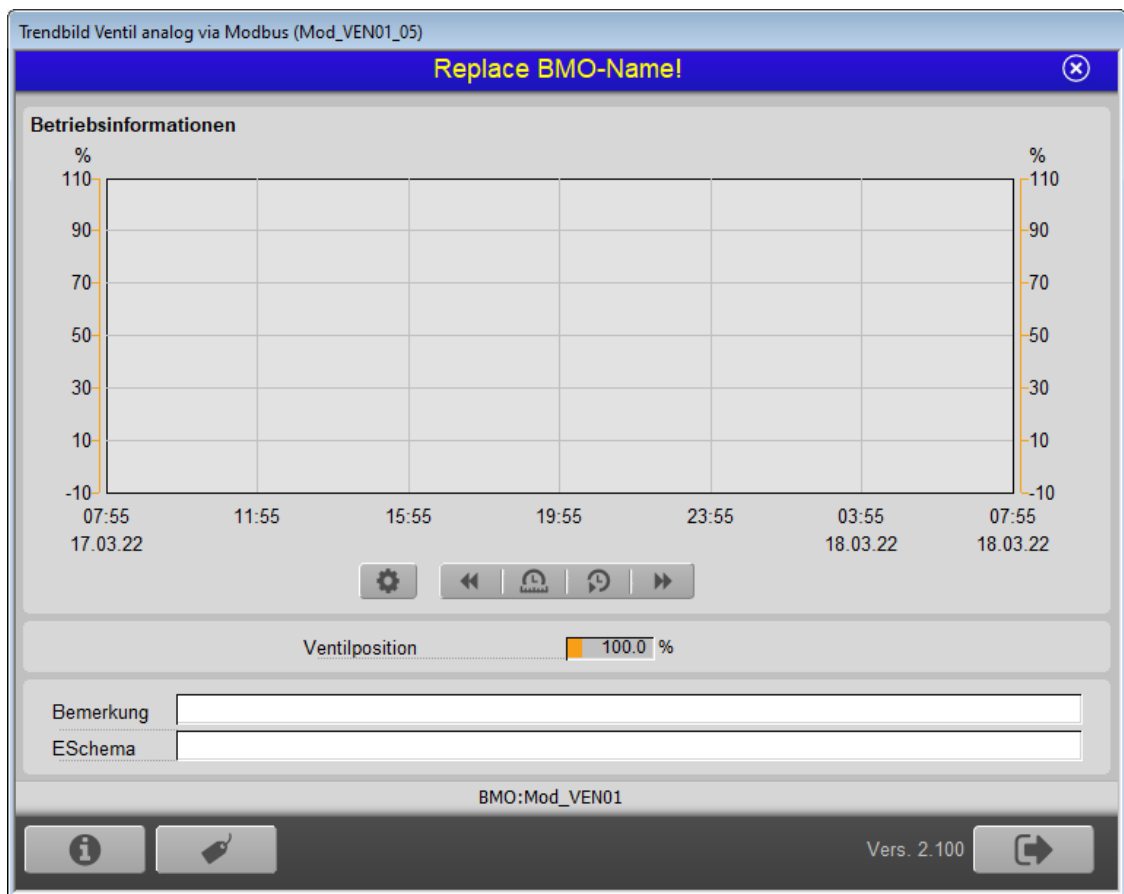 Trendbild Ventil analog via Modbus (Mod_VEN01_05)
Replace BMO-Name!
Betriebsinformationen
% %
110 110
90 90
70 70
50 50
30 30
10 10
-10 -10
07:55 11:55 15:55 19:55 23:55 03:55 07:55
17.03.22 18.03.22 18.03.22
Ventilposition 100.0 %
Bemerkung
ESchema
BMO:Mod_VEN01
Vers. 2.100